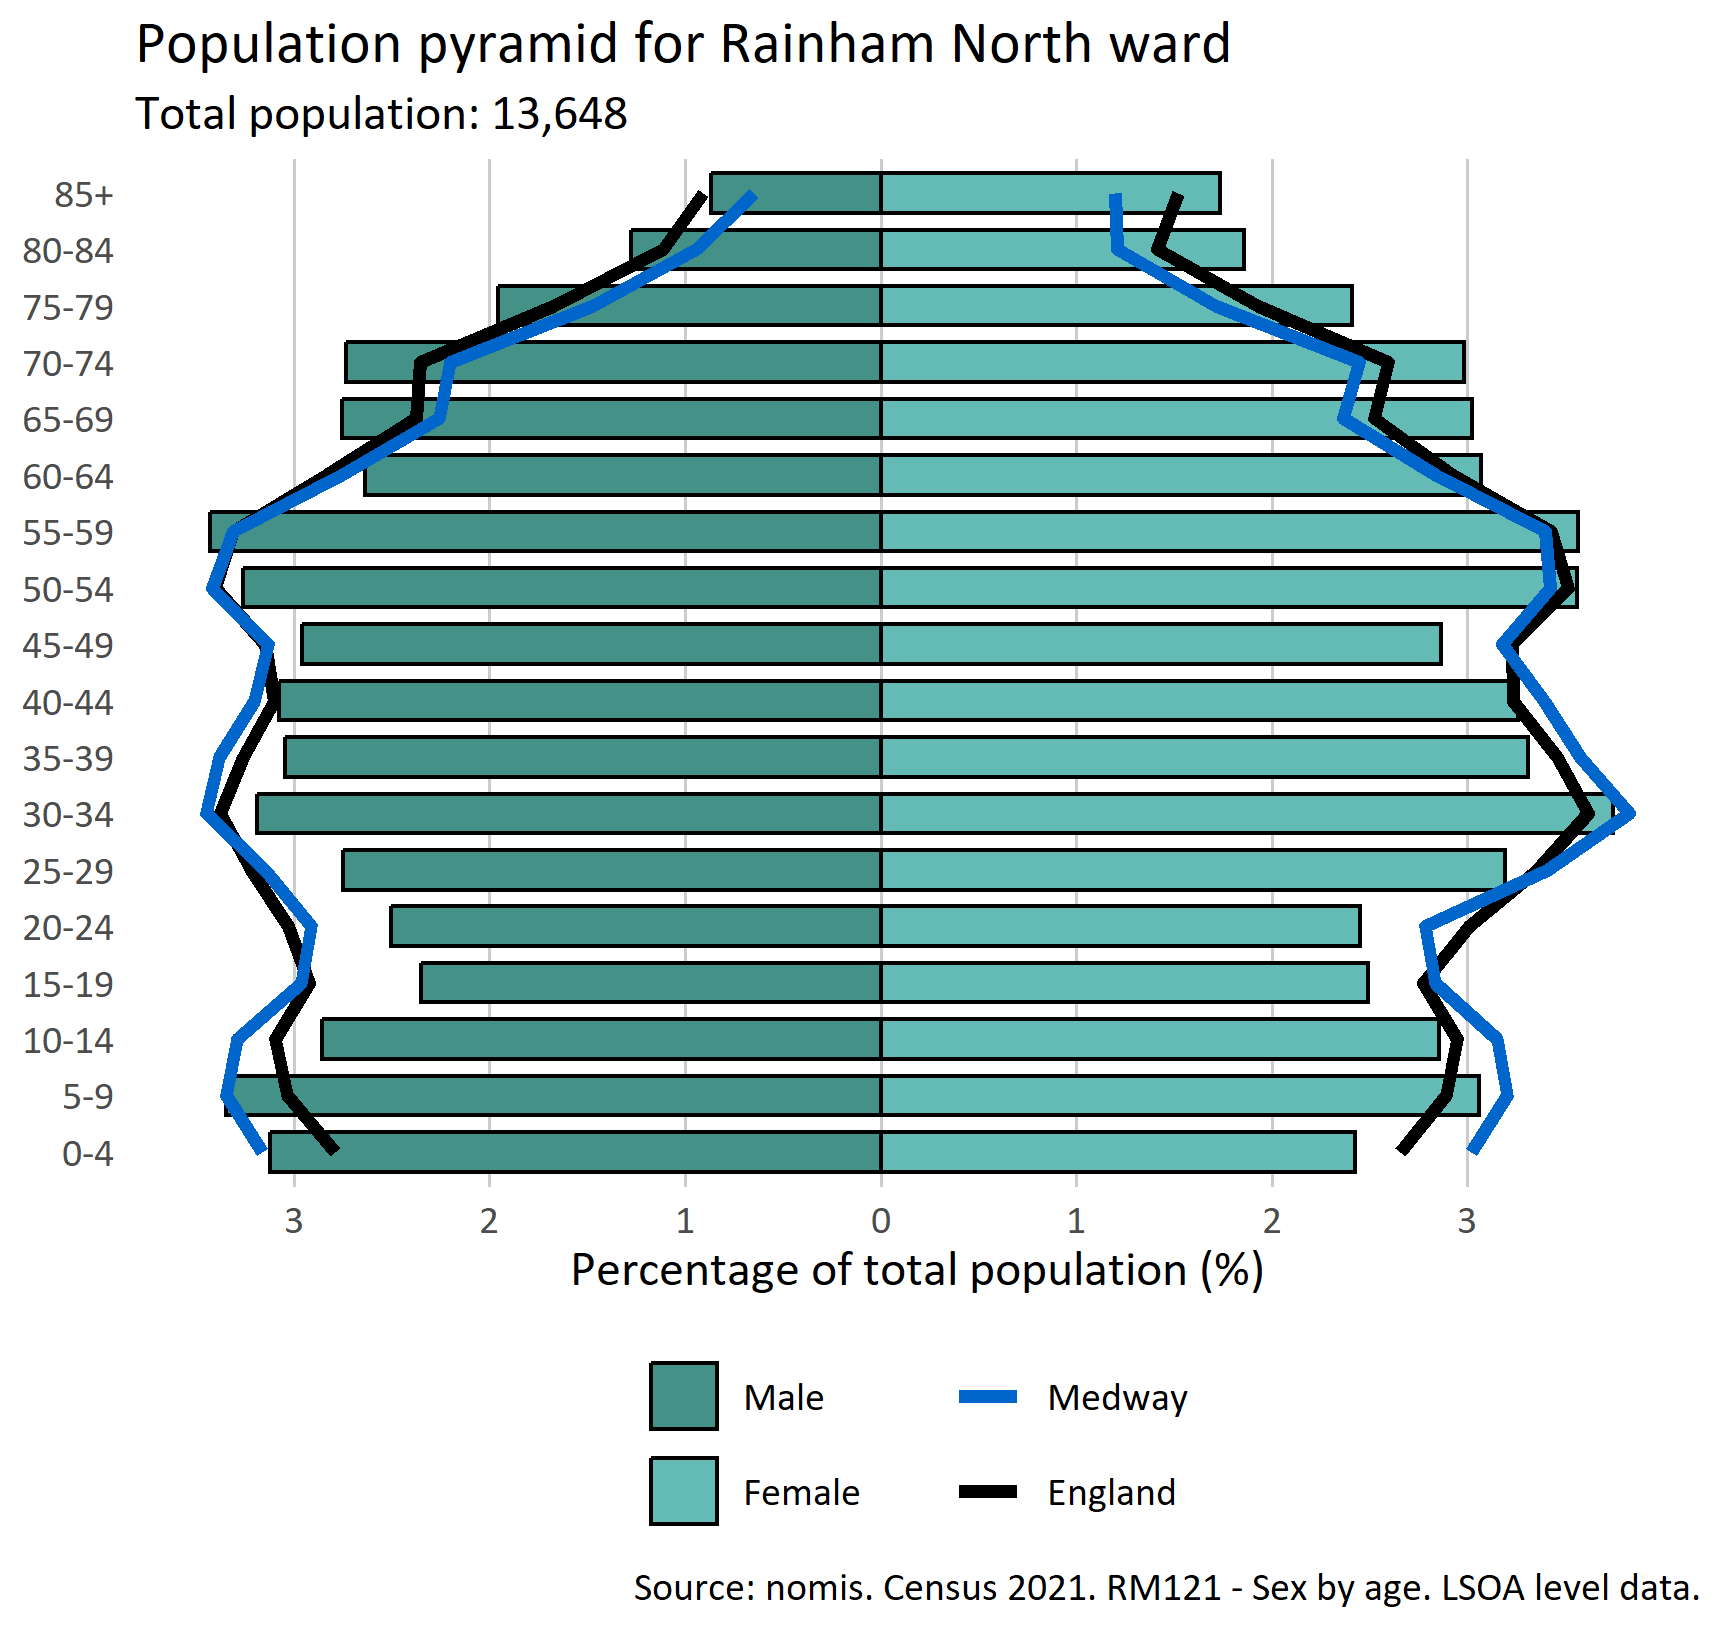 Population pyramid for Rainham North ward
Total population: 13,648
85+
80-84
75-79
70-74
65-69
60-64
55-59
50-54
45-49
40-44
35-39
30-34
25-29
20-24
15-19
10-14
5-9
0-4
3 2 1 0 1 2 3
Percentage of total population (%)
Male Medway
Female England
Source: nomis. Census 2021. RM121 - Sex by age. LSOA level data.